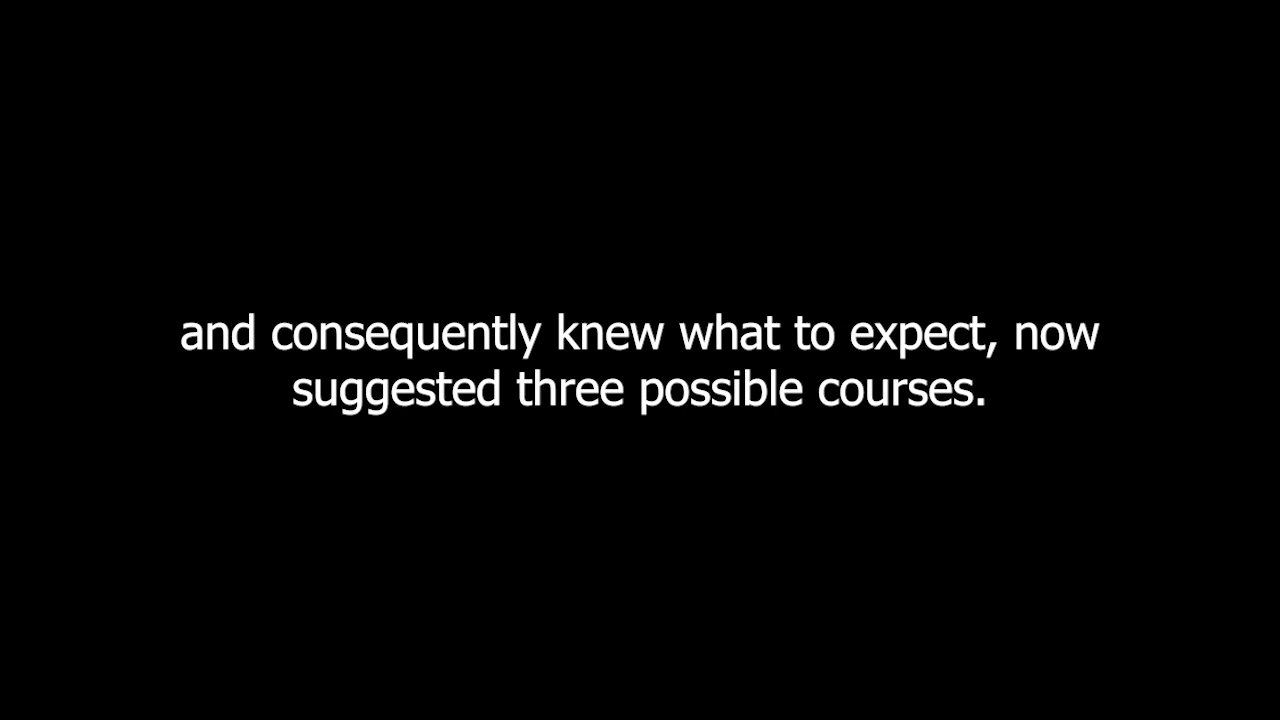 and consequently knew what to expect, now
suggested three possible courses.